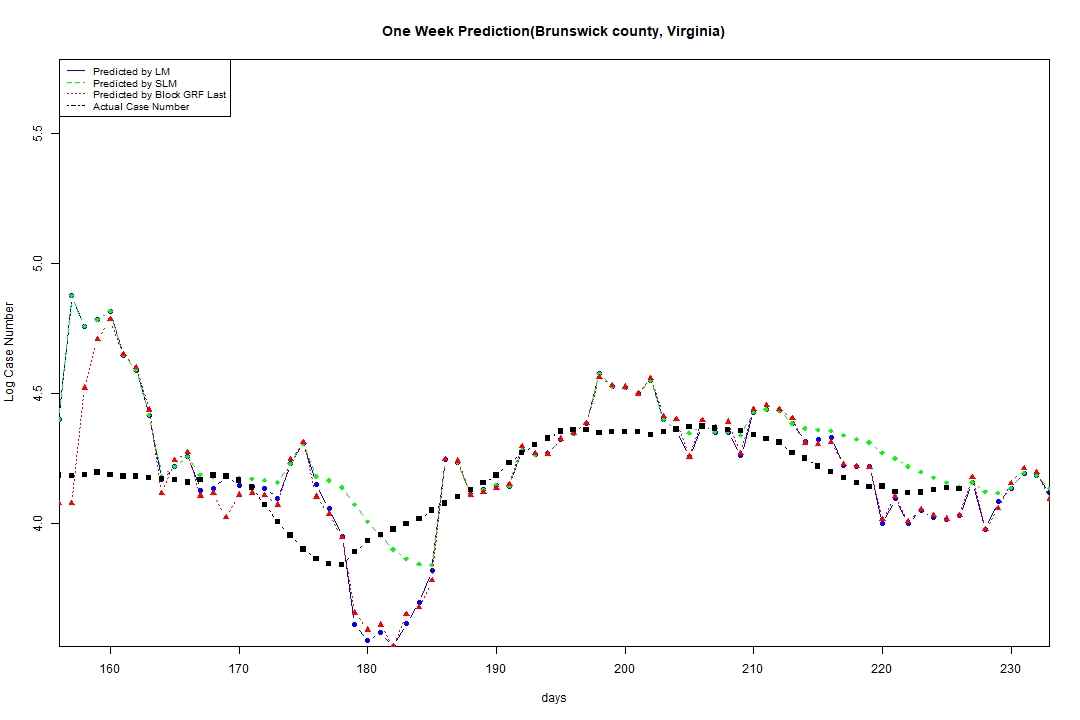 One Week Prediction(Brunswick county, Virginia)
Predicted by LM
Predicted by SLM
Predicted by Block GRF Last
Actual Case Number
Log Case Number
5.5
5.0
4.5
4.0
160 170 180 190 200 210 220 230
days